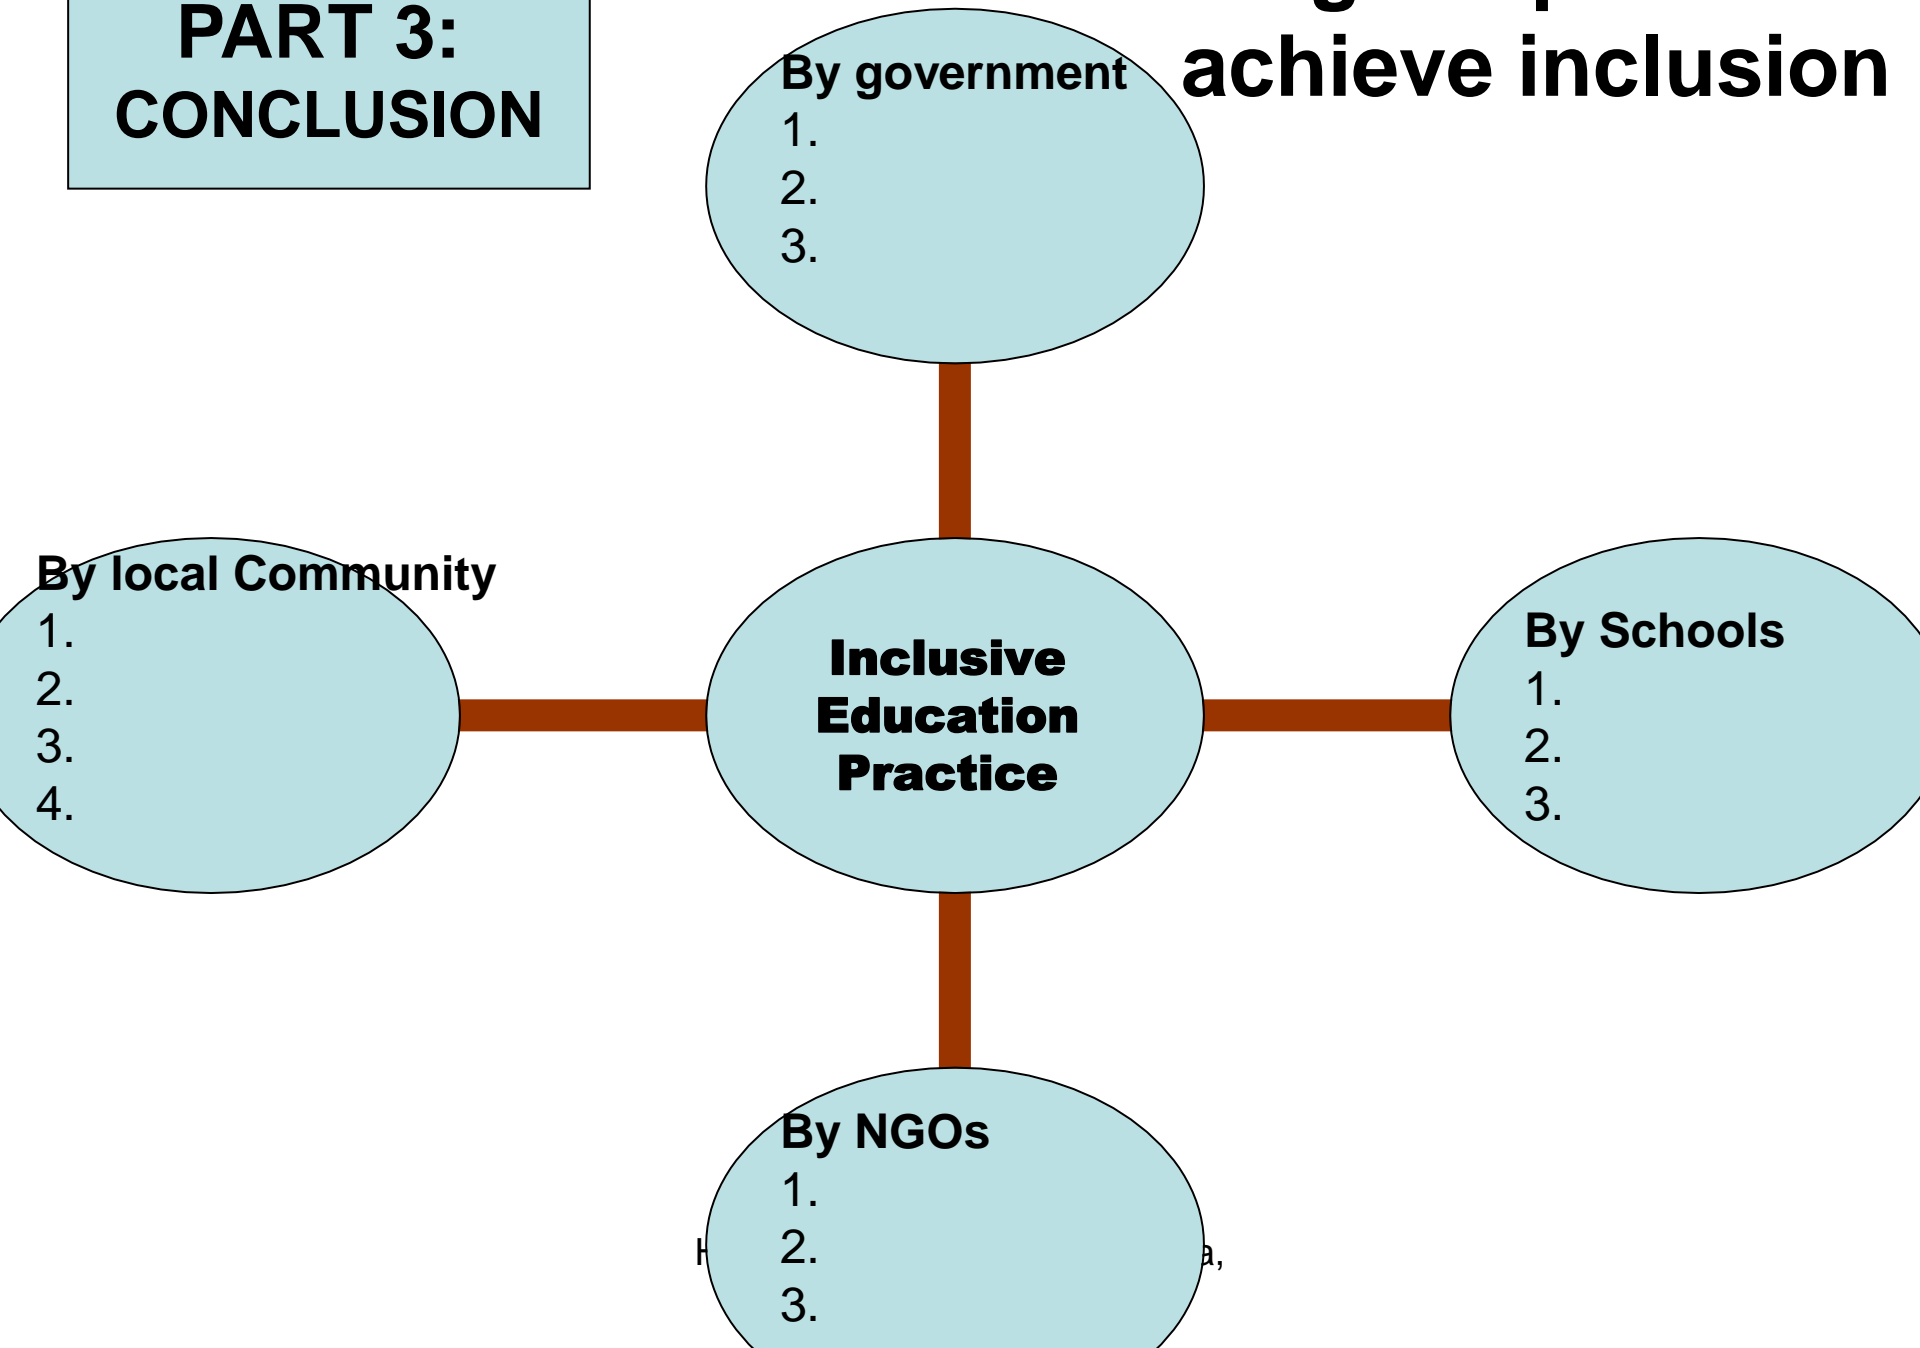 PART 3:
CONCLUSION
achieve inclusion
By government
1.
2.
3.
By local Community
1.
2.
3.
4.
Inclusive
Education
Practice
By Schools
1.
2.
3.
By NGOs
1.
2.
3.